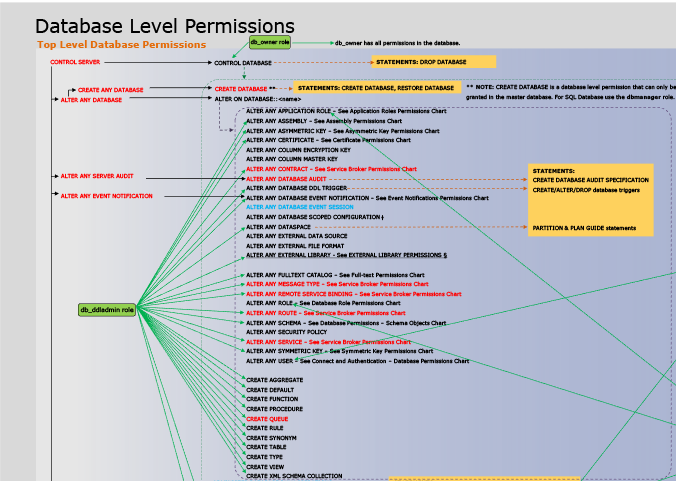 Database Level Permissions
Top Level Database Permissions
db_owner role
db_owner has all permissions in the database.
CONTROL SERVER
CONTROL DATABASE
STATEMENTS: DROP DATABASE
CREATE ANY DATABASE
CREATE DATABASE **
STATEMENTS: CREATE DATABASE, RESTORE DATABASE
** NOTE: CREATE DATABASE is a database level permission that can only be
granted in the master database. For SQL Database use the dbmanager role.
ALTER ANY DATABASE
ALTER ON DATABASE::<name>
ALTER ANY APPLICATION ROLE – See Application Roles Permissions Chart
ALTER ANY ASSEMBLY – See Assembly Permissions Chart
ALTER ANY ASYMMETRIC KEY – See Asymmetric Key Permissions Chart
ALTER ANY CERTIFICATE – See Certificate Permissions Chart
ALTER ANY COLUMN ENCRYPTION KEY
ALTER ANY COLUMN MASTER KEY
ALTER ANY CONTRACT – See Service Broker Permissions Chart
ALTER ANY SERVER AUDIT
ALTER ANY DATABASE AUDIT
ALTER ANY DATABASE DDL TRIGGER
ALTER ANY EVENT NOTIFICATION
ALTER ANY DATABASE EVENT NOTIFICATION – See Event Notifications Permissions Chart
ALTER ANY DATABASE EVENT SESSION
ALTER ANY DATABASE SCOPED CONFIGURATION ‡
ALTER ANY DATASPACE
ALTER ANY EXTERNAL DATA SOURCE
ALTER ANY EXTERNAL FILE FORMAT
ALTER ANY EXTERNAL LIBRARY - See EXTERNAL LIBRARY PERMISSIONS §
STATEMENTS:
CREATE DATABASE AUDIT SPECIFICATION
CREATE/ALTER/DROP database triggers
PARTITION & PLAN GUIDE statements
ALTER ANY FULLTEXT CATALOG – See Full-text Permissions Chart
ALTER ANY MESSAGE TYPE – See Service Broker Permissions Chart
ALTER ANY REMOTE SERVICE BINDING – See Service Broker Permissions Chart
ALTER ANY ROLE – See Database Role Permissions Chart
db_ddladmin role
ALTER ANY ROUTE – See Service Broker Permissions Chart
ALTER ANY SCHEMA – See Database Permissions – Schema Objects Chart
ALTER ANY SECURITY POLICY
ALTER ANY SERVICE – See Service Broker Permissions Chart
ALTER ANY SYMMETRIC KEY – See Symmetric Key Permissions Chart
ALTER ANY USER – See Connect and Authentication – Database Permissions Chart
CREATE AGGREGATE
CREATE DEFAULT
CREATE FUNCTION
CREATE PROCEDURE
CREATE QUEUE
CREATE RULE
CREATE SYNONYM
CREATE TABLE
CREATE TYPE
CREATE VIEW
CREATE XML SCHEMA COLLECTION